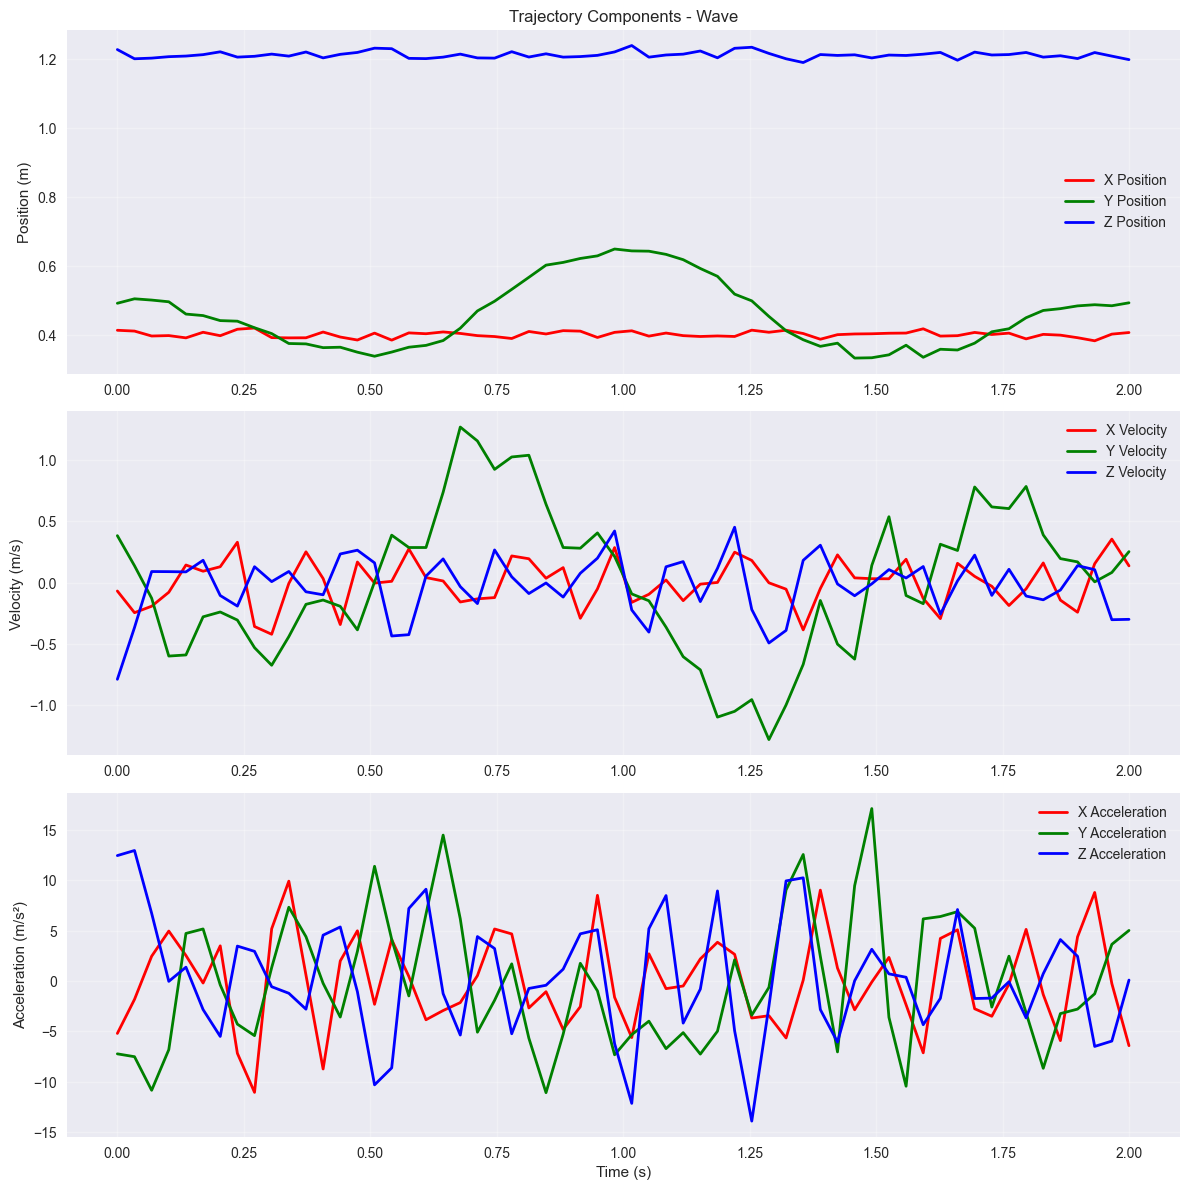 Trajectory Components - Wave
1.2
1.0
0.8
0.6
0.4
Position (m)
X Position
Y Position
Z Position
0.00 0.25 0.50 0.75 1.00 1.25 1.50 1.75 2.00
1.0
0.5
0.0
−0.5
−1.0
Velocity (m/s)
X Velocity
Y Velocity
Z Velocity
0.00 0.25 0.50 0.75 1.00 1.25 1.50 1.75 2.00
15
10
5
0
−5
−10
−15
Acceleration (m/s²)
X Acceleration
Y Acceleration
Z Acceleration
0.00 0.25 0.50 0.75 1.00 1.25 1.50 1.75 2.00
Time (s)